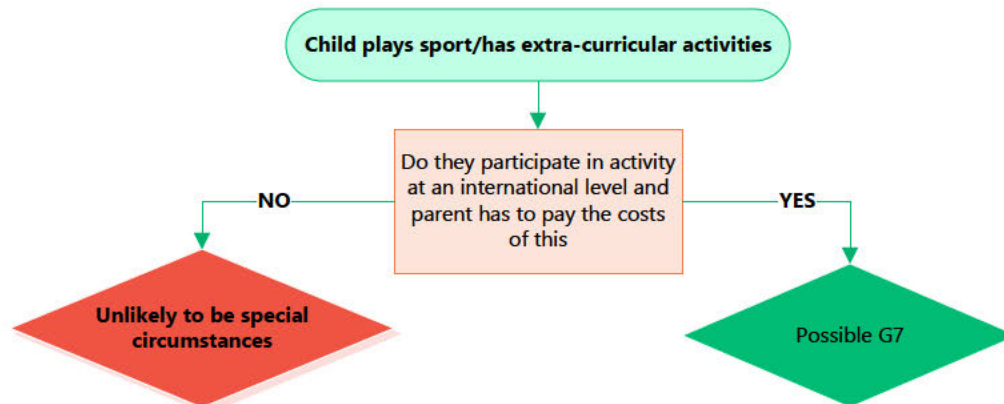 Child plays sport/has extra-curricular activities
Do they participate in activity
at an international level and
parent has to pay the costs
of this
NO
YES
Unlikely to be special
circumstances
Possible G7